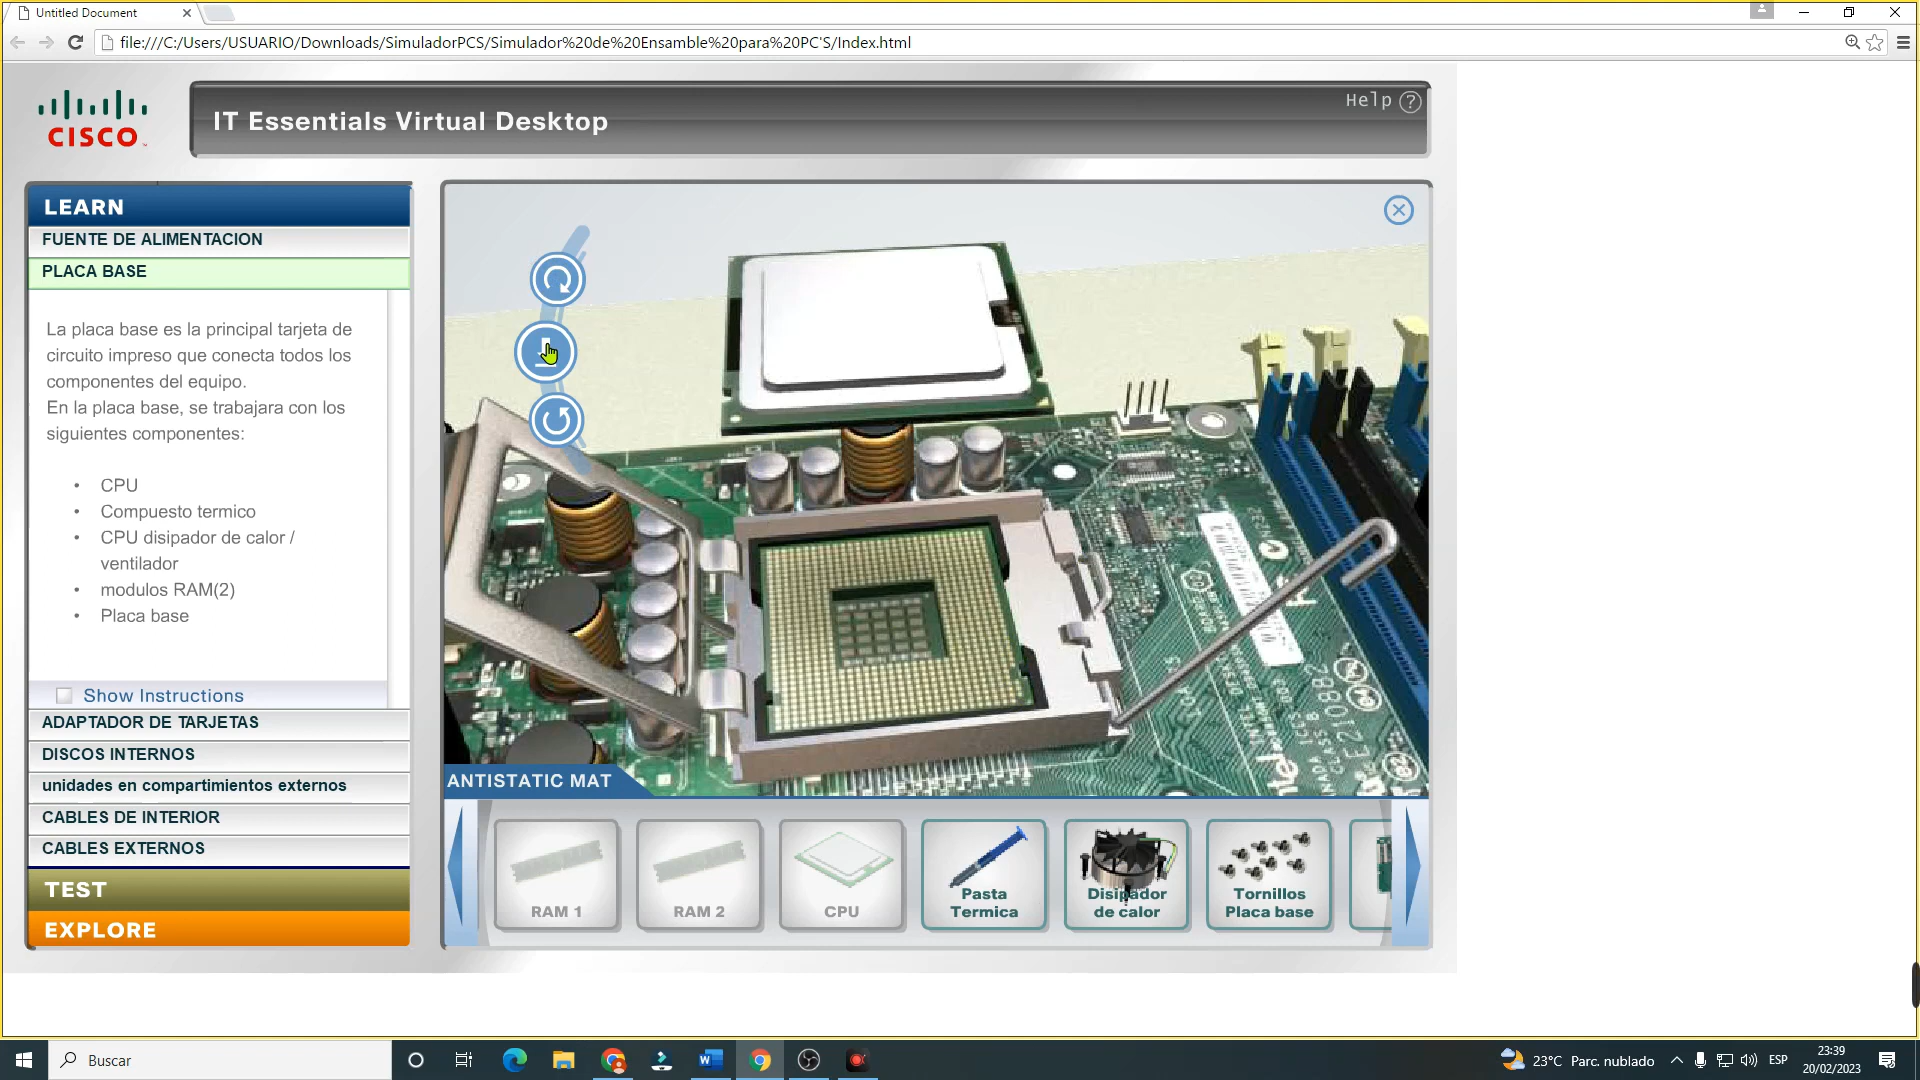 Untitled Document
file:///C:/Users/USUARIO/Downloads/SimuladorPCS/Simulador%20de%20Ensamble%20para%20PC'S/Index.html
CISCO
IT Essentials Virtual Desktop
Help ?
LEARN
FUENTE DE ALIMENTACION
PLACA BASE
La placa base es la principal tarjeta de
circuito impreso que conecta todos los
componentes del equipo.
En la placa base, se trabajara con los
siguientes componentes:
• CPU
• Compuesto termico
• CPU disipador de calor /
ventilador
• modulos RAM(2)
• Placa base
Show Instructions
ADAPTADOR DE TARJETAS
DISCOS INTERNOS
unidades en compartimientos externos
CABLES DE INTERIOR
CABLES EXTERNOS
TEST
EXPLORE
E210882
ANTISTATIC MAT
RAM 1
RAM 2
CPU
Pasta
Termica
Disipador
de calor
Tornillos
Placa base
Buscar
23°C Parc. nublado
ESP
23:39
20/02/2023